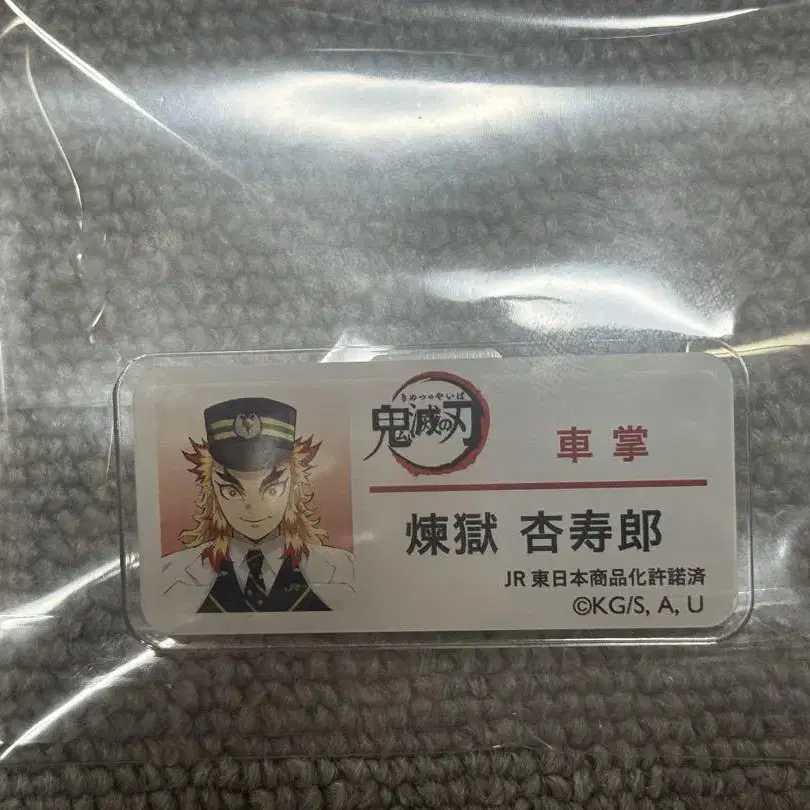 きめつのやいば
鬼滅の刃
車掌
煉獄 杏寿郎
JR東日本商品化許諾済
©KG/S, A, U
JR